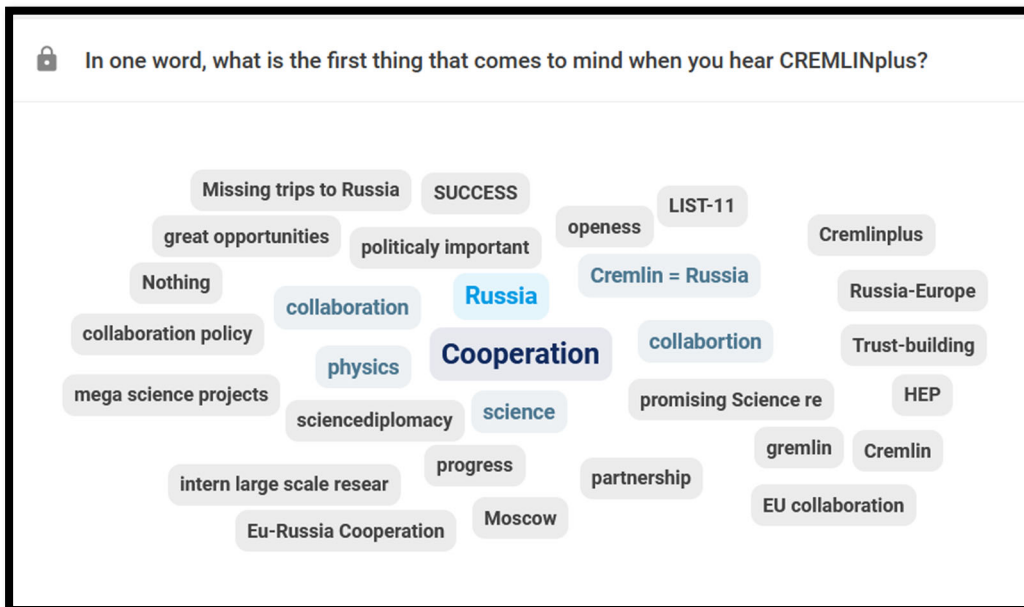 In one word, what is the first thing that comes to mind when you hear CREMLINplus?
Missing trips to Russia
SUCCESS
LIST-11
great opportunities
politicaly important
openess
Cremlinplus
Nothing
collaboration
Russia
Cremlin = Russia
Russia-Europe
collaboration policy
physics
Cooperation
collabortion
Trust-building
mega science projects
sciencediplomacy
science
promising Science re
HEP
gremlin
Cremlin
progress
partnership
intern large scale resear
Eu-Russia Cooperation
Moscow
EU collaboration